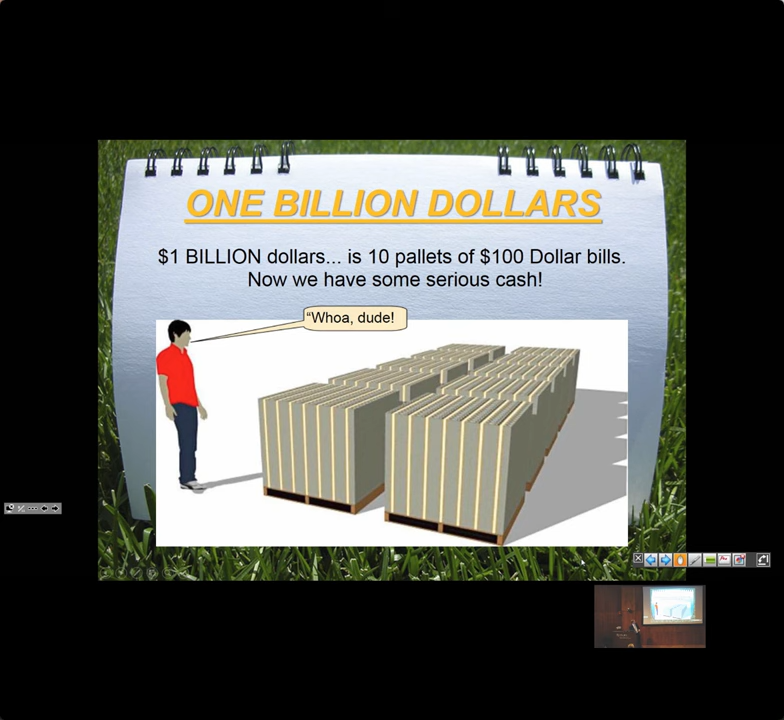 ONE BILLION DOLLARS
$1 BILLION dollars... is 10 pallets of $100 Dollar bills.
Now we have some serious cash!
“Whoa, dude!